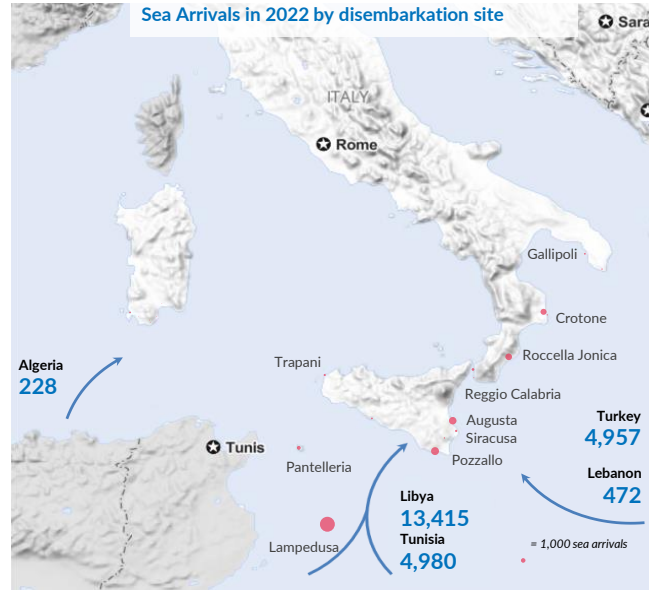 Sea Arrivals in 2022 by disembarkation site
ITALY
Rome
Gallipoli
Crotone
Roccella Jonica
Trapani
Reggio Calabria
Algeria
228
Augusta
Siracusa
Pozzallo
Turkey
4,957
Tunis
Pantelleria
Lebanon
472
Libya
13,415
Lampedusa
Tunisia
4,980
= 1,000 sea arrivals